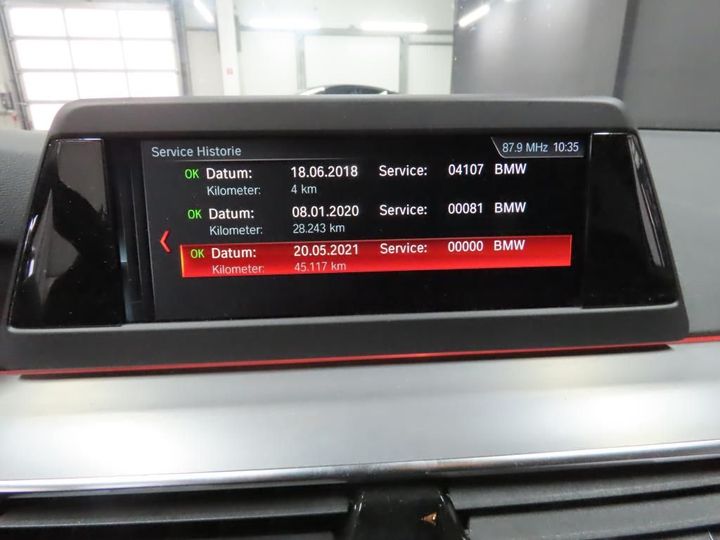 Service Historie 87.9 MHz 10:35
OK Datum: 18.06.2018 Service: 04107 BMW
Kilometer: 4 km
OK Datum: 08.01.2020 Service: 00081 BMW
Kilometer: 28.243 km
OK Datum: 20.05.2021 Service: 00000 BMW
Kilometer: 45.117 km